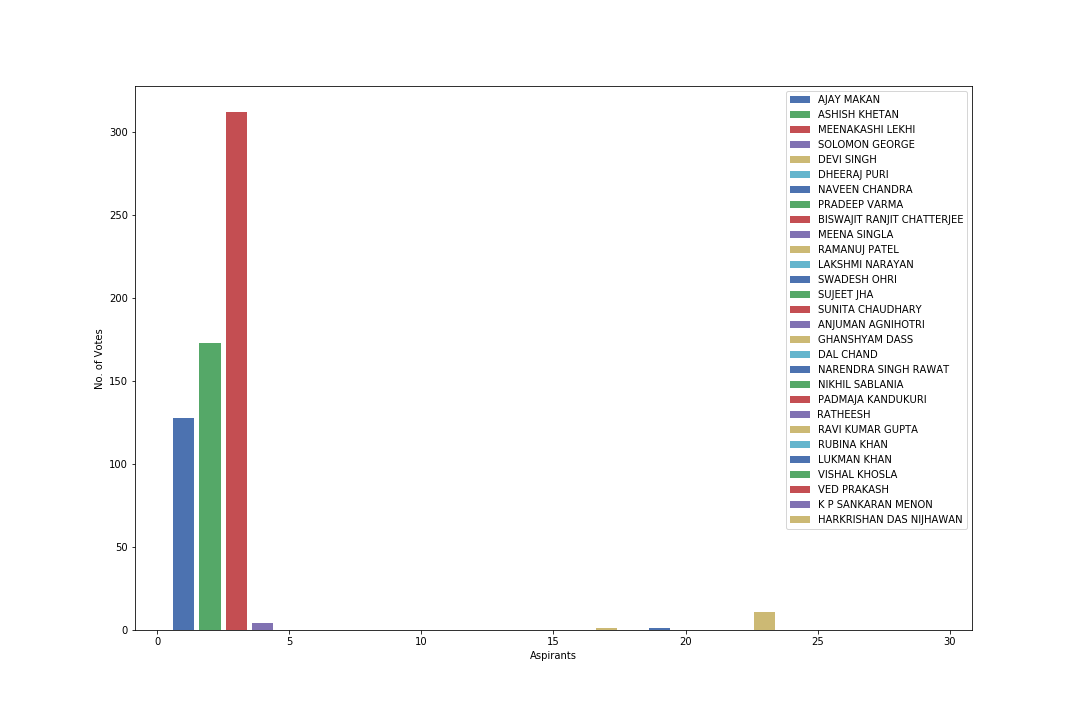 300
250
200
150
100
50
0
No. of Votes
0 5 10 15 20 25 30
Aspirants
AJAY MAKAN
ASHISH KHETAN
MEENAKASHI LEKHI
SOLOMON GEORGE
DEVI SINGH
DHEERAJ PURI
NAVEEN CHANDRA
PRADEEP VARMA
BISWAJIT RANJIT CHATTERJEE
MEENA SINGLA
RAMANUJ PATEL
LAKSHMI NARAYAN
SWADESH OHRI
SUJEET JHA
SUNITA CHAUDHARY
ANJUMAN AGNIHOTRI
GHANSHYAM DASS
DAL CHAND
NARENDRA SINGH RAWAT
NIKHIL SABLANIA
PADMAJA KANDUKURI
RATHEESH
RAVI KUMAR GUPTA
RUBINA KHAN
LUKMAN KHAN
VISHAL KHOSLA
VED PRAKASH
K P SANKARAN MENON
HARKRISHAN DAS NIJHAWAN